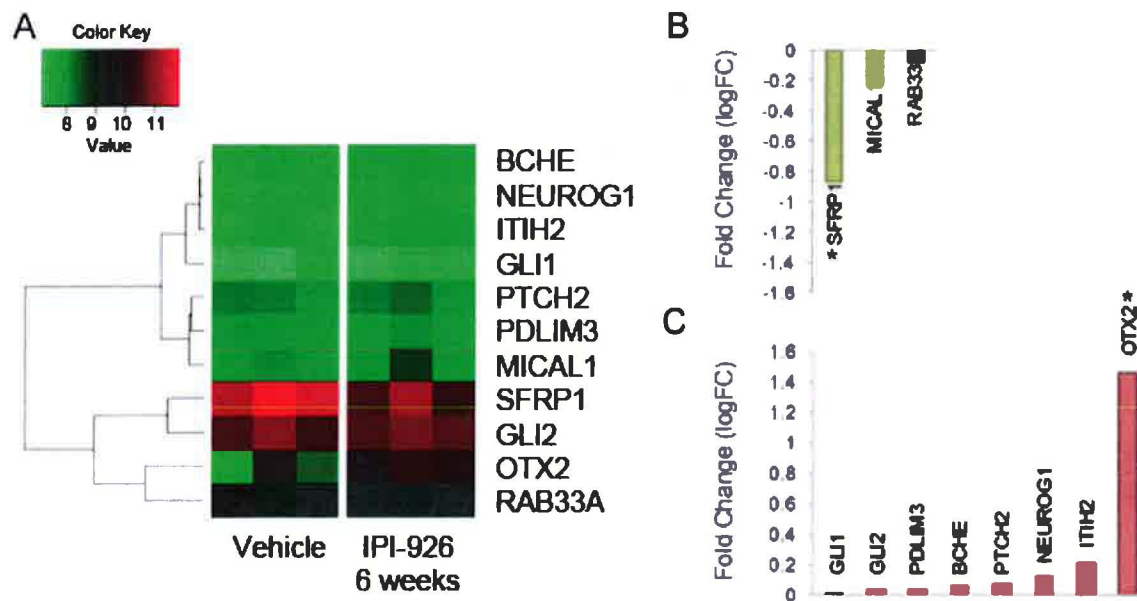 A
Color Key
8 9 10 11
Value
BCHE
NEUROG1
ITIH2
GLI1
PTCH2
PDLIM3
MICAL1
SFRP1
GLI2
OTX2
RAB33A
Vehicle
IPI-926
6 weeks
B
Fold Change (logFC)
0
-0.2
-0.4
-0.6
-0.8
-1
-1.2
-1.4
-1.6
*SFRP1
MICAL1
RAB33
C
Fold Change (logFC)
1.6
1.4
1.2
1
0.8
0.6
0.4
0.2
0
GLI1
GLI2
PDLIM3
BCHE
PTCH2
NEUROG1
ITIH2
OTX2*